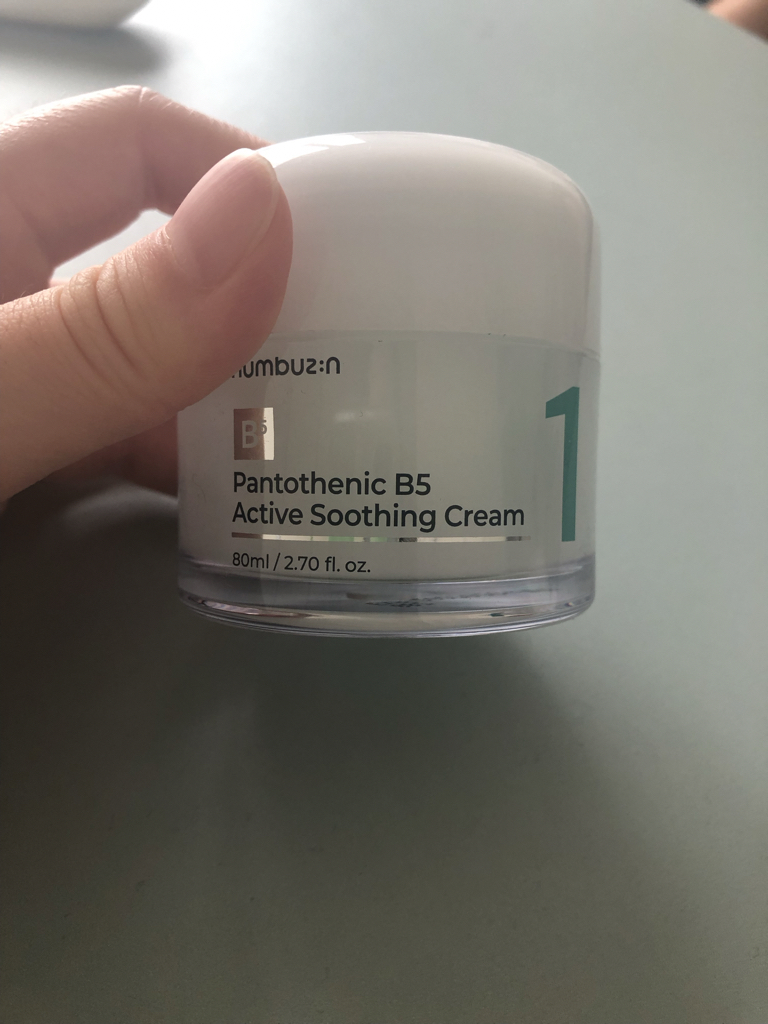 numbuz:n
B5
1
Pantothenic B5
Active Soothing Cream
80ml / 2.70 fl. oz.